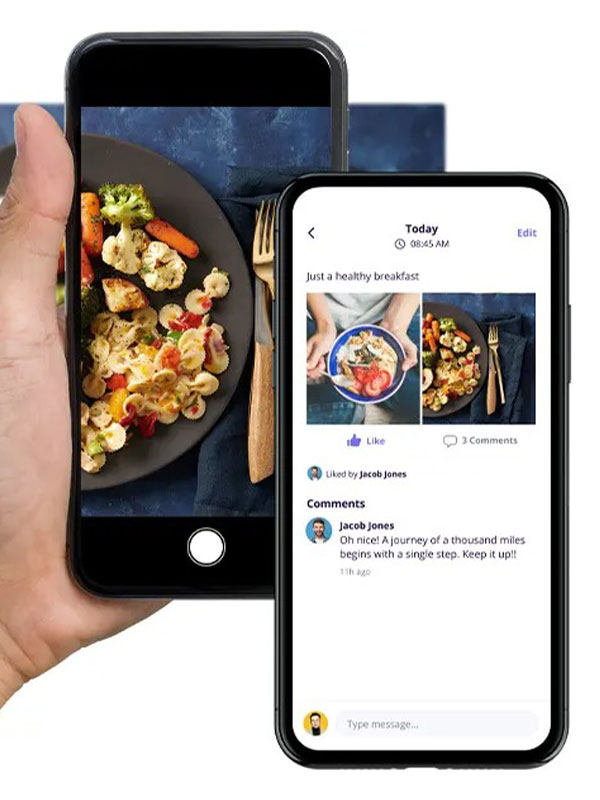 Today
08:45 AM
Edit
Just a healthy breakfast
Like
3 Comments
Liked by Jacob Jones
Comments
Jacob Jones
Oh nice! A journey of a thousand miles
begins with a single step. Keep it up!!
11h ago
Type message...